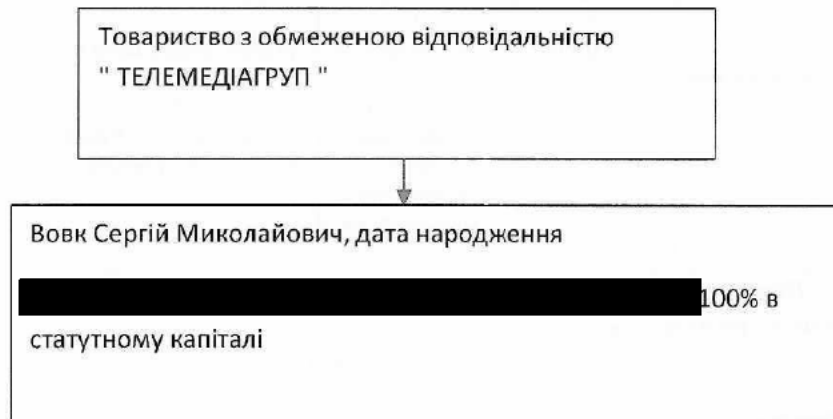 Товариство з обмеженою відповідальністю
" ТЕЛЕМЕДІАГРУП "
Вовк Сергій Миколайович, дата народження
100% в
статутному капіталі